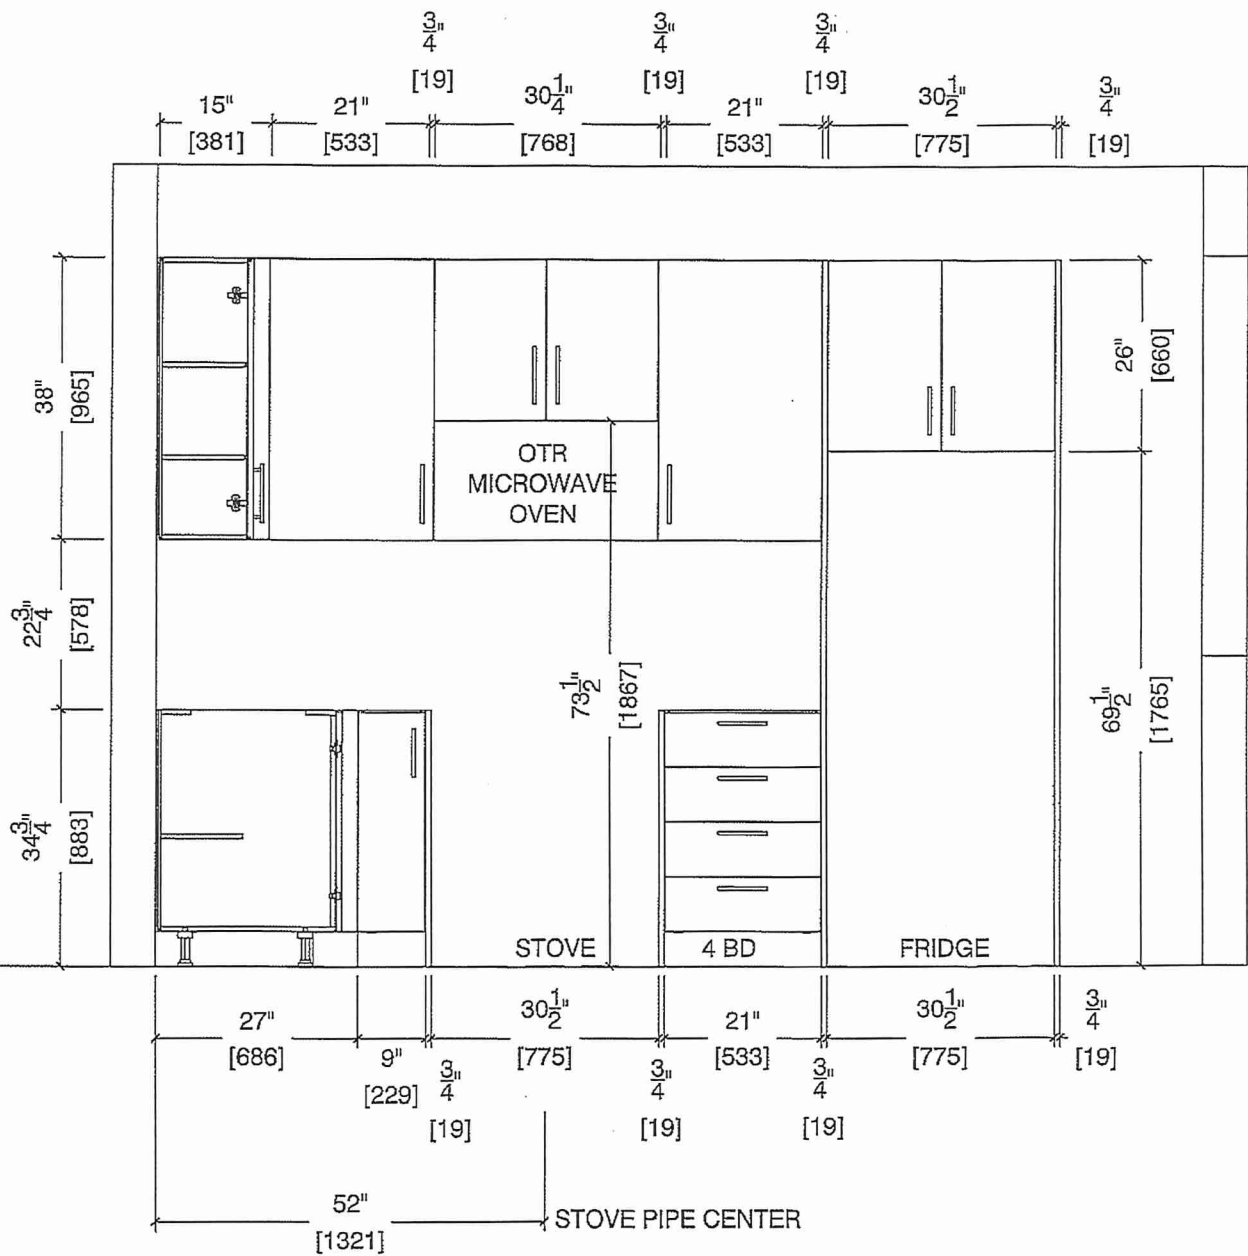 3/4" 3/4" 3/4"
[19] [19] [19]
15" 21" 30 1/4" 21" 30 1/2" 3/4"
[381] [533] [768] [533] [775] [19]
38"
[965]
26"
[660]
OTR
MICROWAVE
OVEN
22 3/4"
[578]
73 1/2"
[1867]
69 1/2"
[1765]
34 3/4"
[883]
STOVE 4 BD FRIDGE
27" 30 1/2" 21" 30 1/2" 3/4"
[686] [775] [533] [775] [19]
9" 3/4" 3/4" 3/4"
[229] [19] [19] [19]
52"
[1321]
STOVE PIPE CENTER